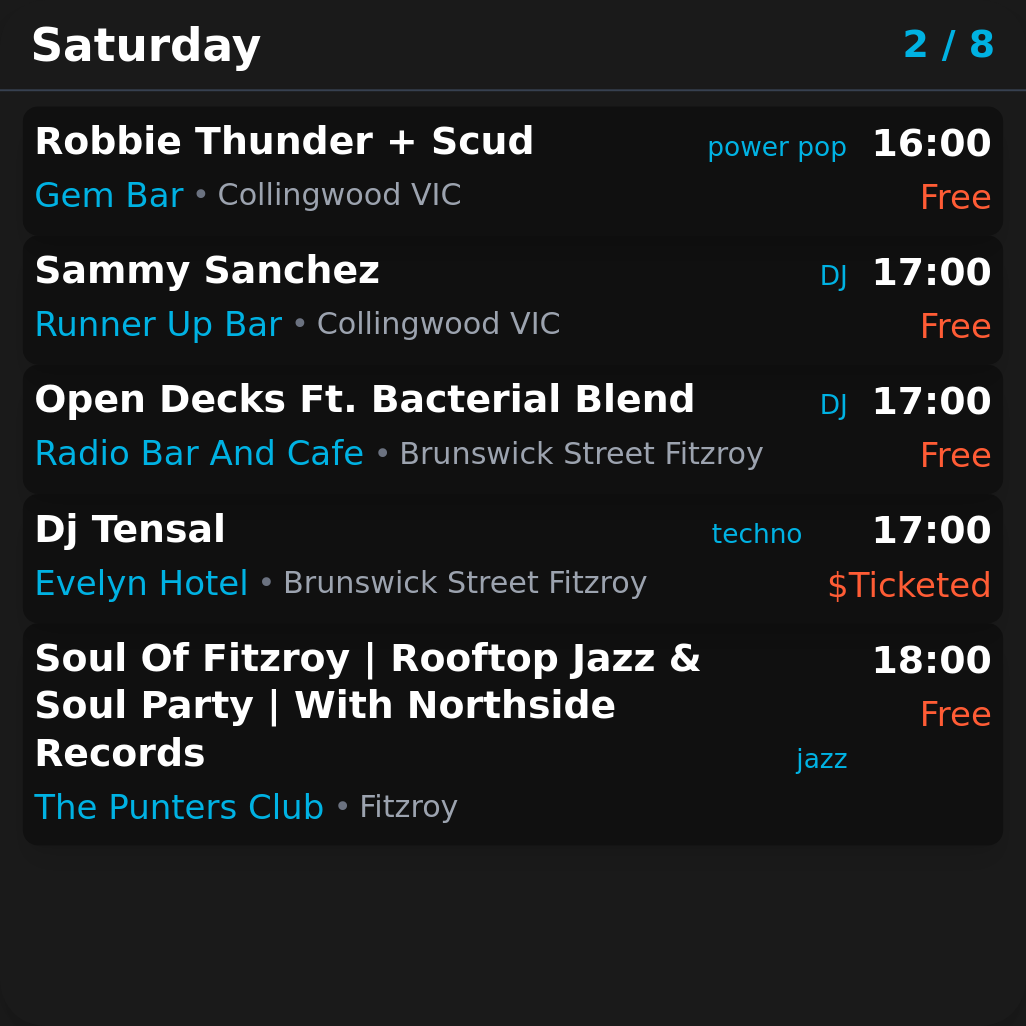 Saturday 2 / 8
Robbie Thunder + Scud power pop 16:00
Gem Bar • Collingwood VIC Free
Sammy Sanchez DJ 17:00
Runner Up Bar • Collingwood VIC Free
Open Decks Ft. Bacterial Blend DJ 17:00
Radio Bar And Cafe • Brunswick Street Fitzroy Free
Dj Tensal techno 17:00
Evelyn Hotel • Brunswick Street Fitzroy $Ticketed
Soul Of Fitzroy | Rooftop Jazz & 18:00
Soul Party | With Northside Free
Records jazz
The Punters Club • Fitzroy